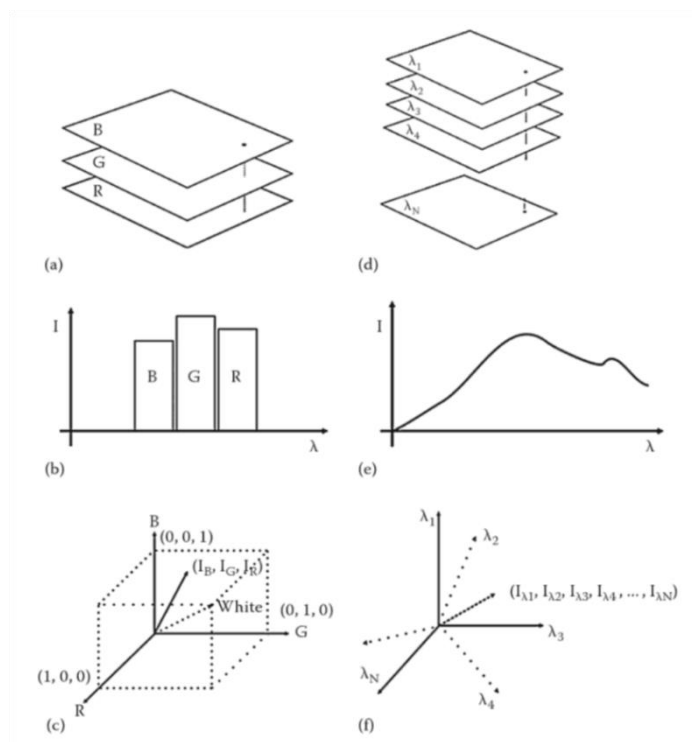 B
G
R
(a)
λ1
λ2
λ3
λ4
λN
(d)
I
B
G
R
λ
(b)
I
λ
(e)
B
(0, 0, 1)
(IB, IG, IR)
White
(0, 1, 0)
G
(1, 0, 0)
R
(c)
λ1
λ2
(Iλ1, Iλ2, Iλ3, Iλ4, ..., IλN)
λ3
λN
λ4
(f)